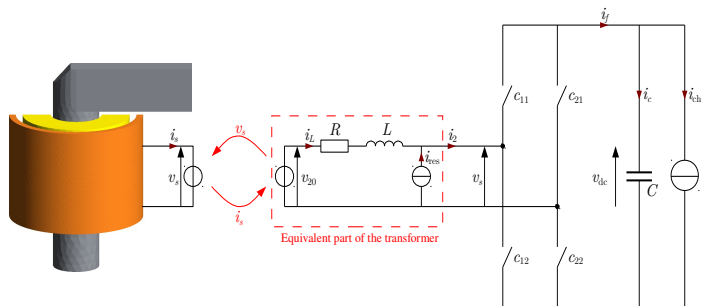 i_f
c_11
c_21
i_c
i_ch
i_s
v_s
i_L
R
L
i_2
v_s
v_20
i_res
v_s
v_dc
C
i_s
Equivalent part of the transformer
c_12
c_22